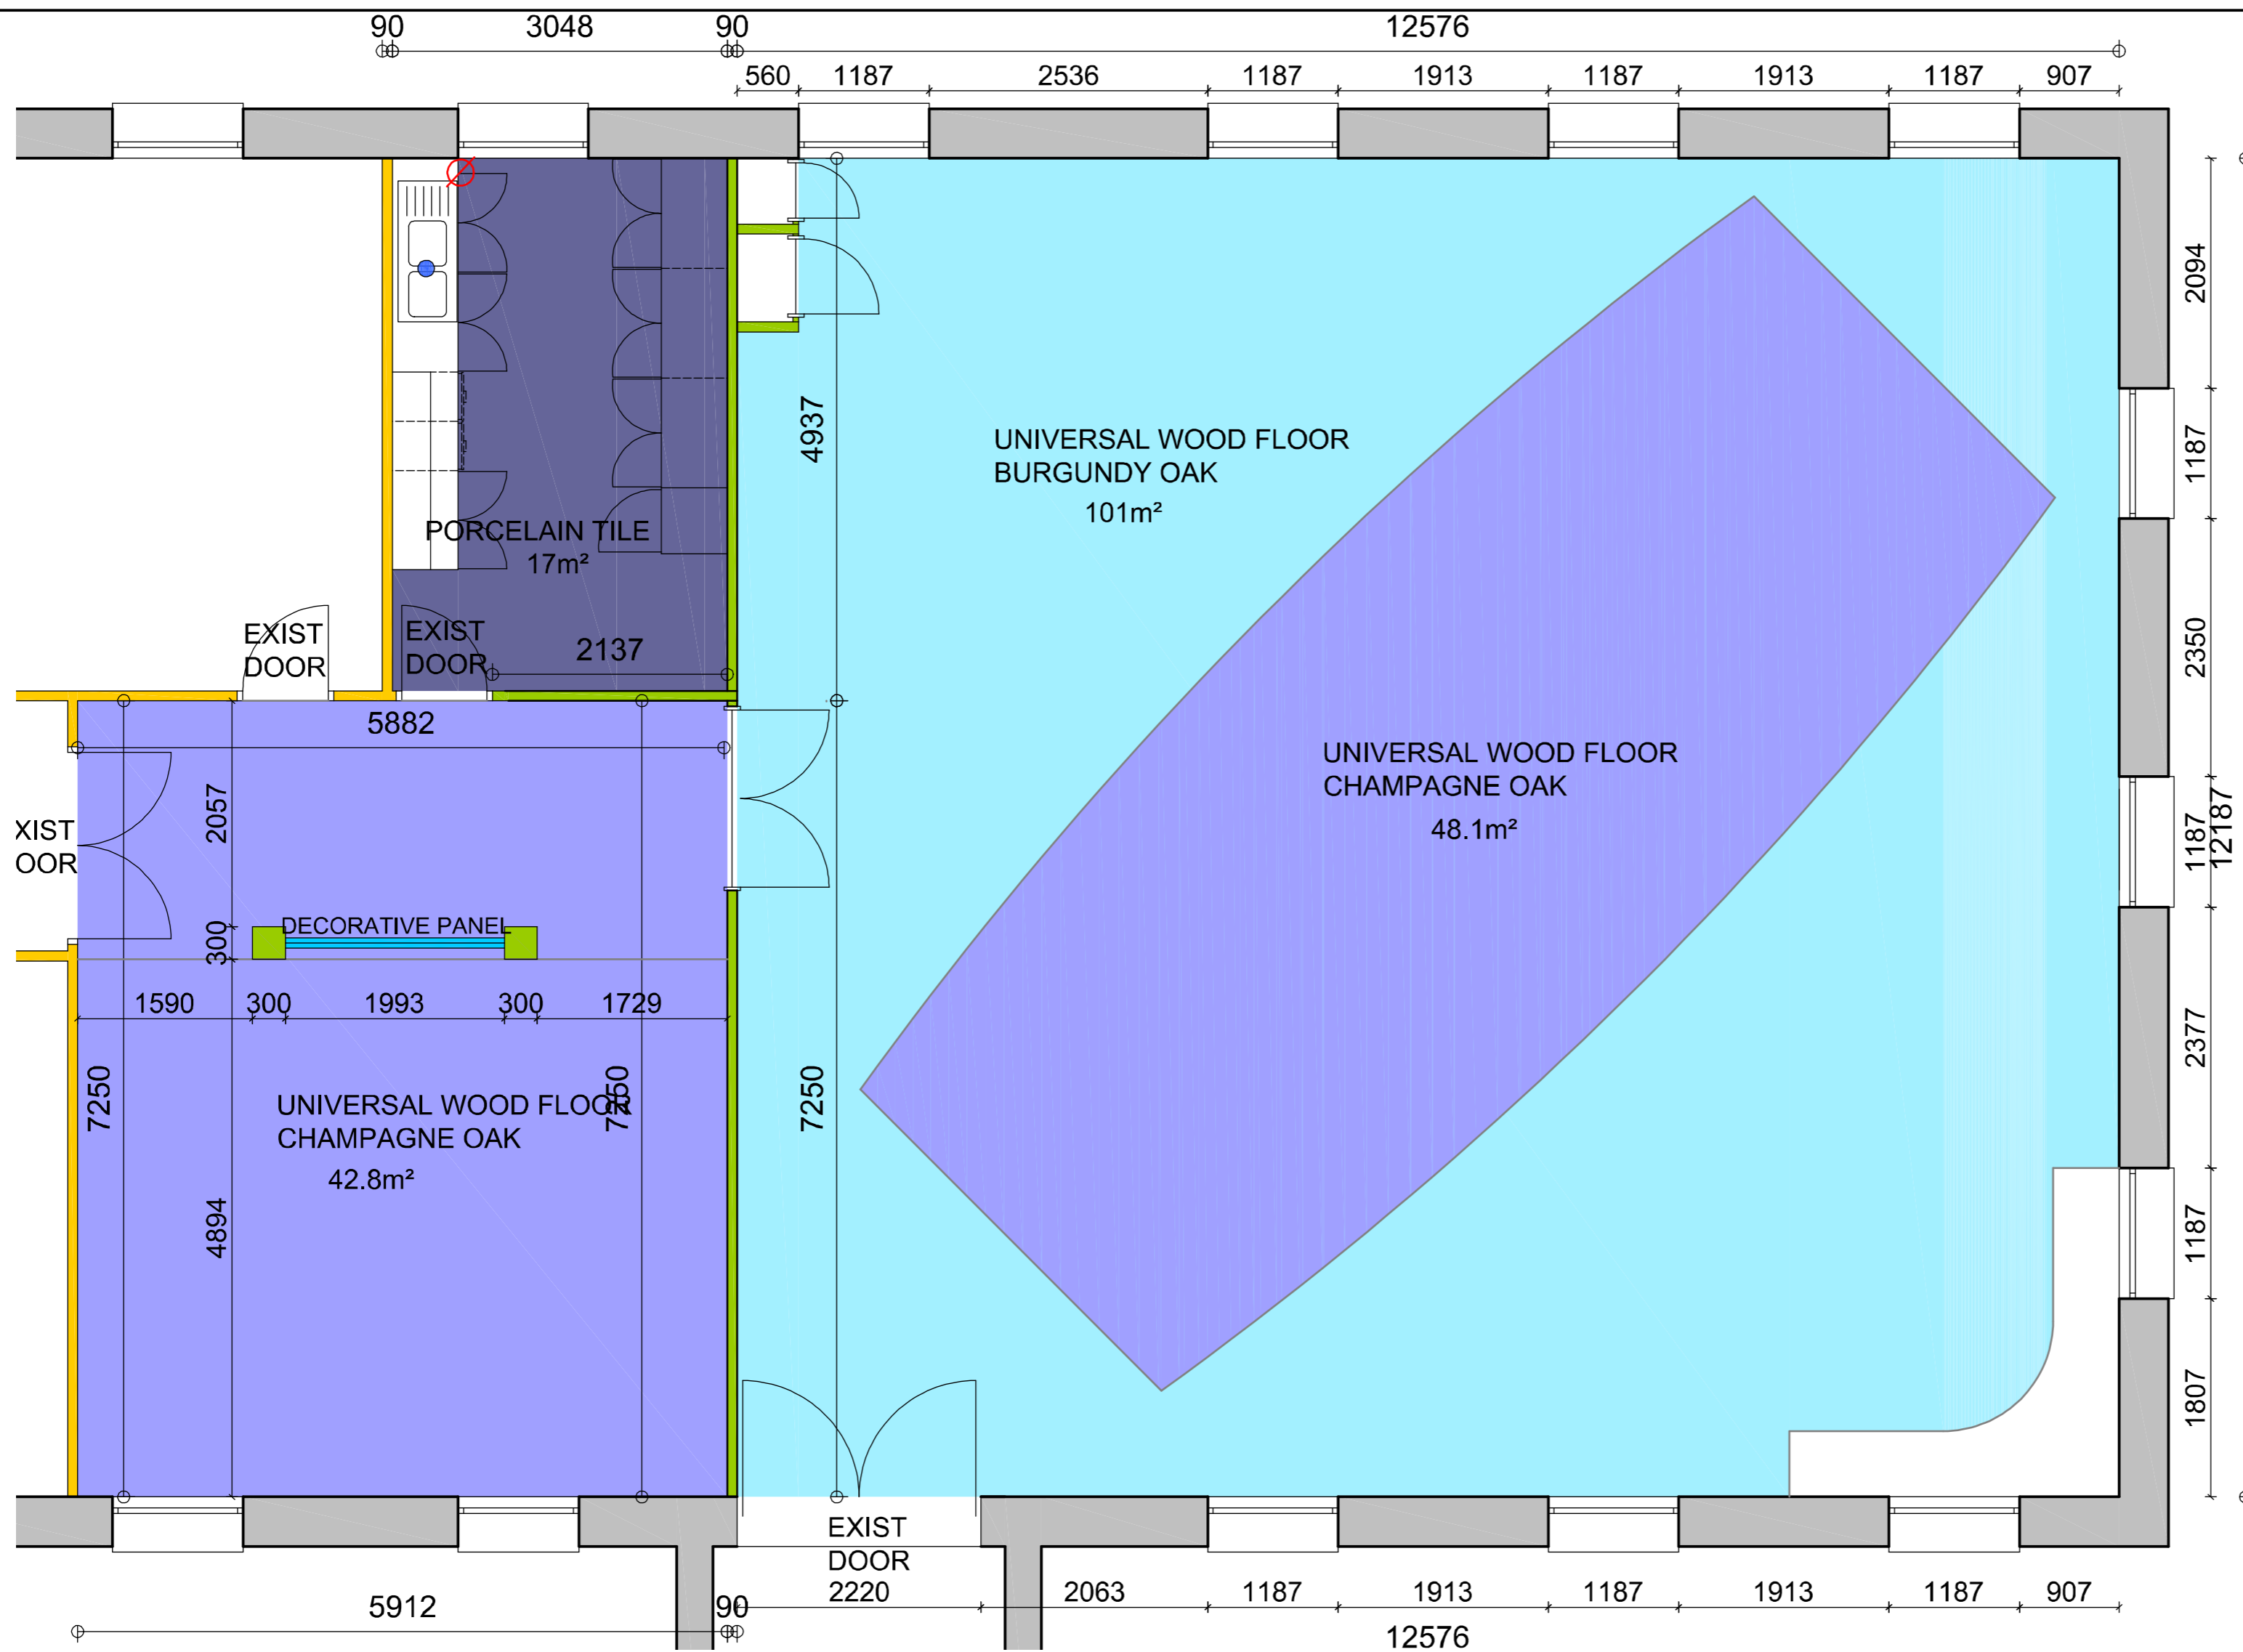 90
3048
90
12576
560
1187
2536
1187
1913
1187
1913
1187
907
2094
1187
2350
1187
12187
2377
1187
1807
4937
UNIVERSAL WOOD FLOOR
BURGUNDY OAK
101m²
PORCELAIN TILE
17m²
EXIST
DOOR
EXIST
DOOR
2137
5882
2057
XIST
OOR
UNIVERSAL WOOD FLOOR
CHAMPAGNE OAK
48.1m²
DECORATIVE PANEL
300
1590
300
1993
300
1729
7250
7250
7250
UNIVERSAL WOOD FLOOR
CHAMPAGNE OAK
42.8m²
4894
EXIST
DOOR
5912
90
2220
2063
1187
1913
1187
1913
1187
907
12576